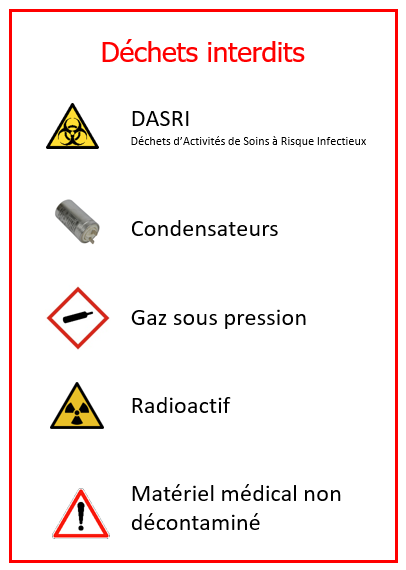 Déchets interdits
DASRI
Déchets d'Activités de Soins à Risque Infectieux
Condensateurs
Gaz sous pression
Radioactif
Matériel médical non
décontaminé